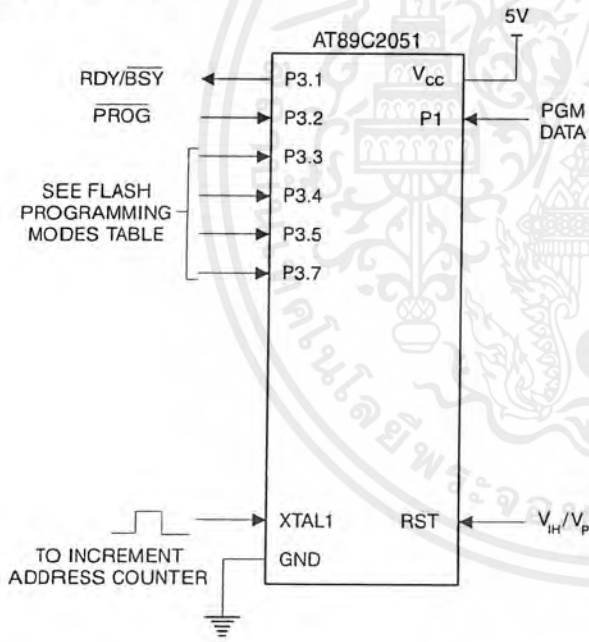 5V
AT89C2051
RDY/BSY
P3.1
VCC
PROG
P3.2
P1
PGM
DATA
P3.3
SEE FLASH
PROGRAMMING
MODES TABLE
P3.4
P3.5
P3.7
XTAL1
RST
VIH/VP
TO INCREMENT
ADDRESS COUNTER
GND